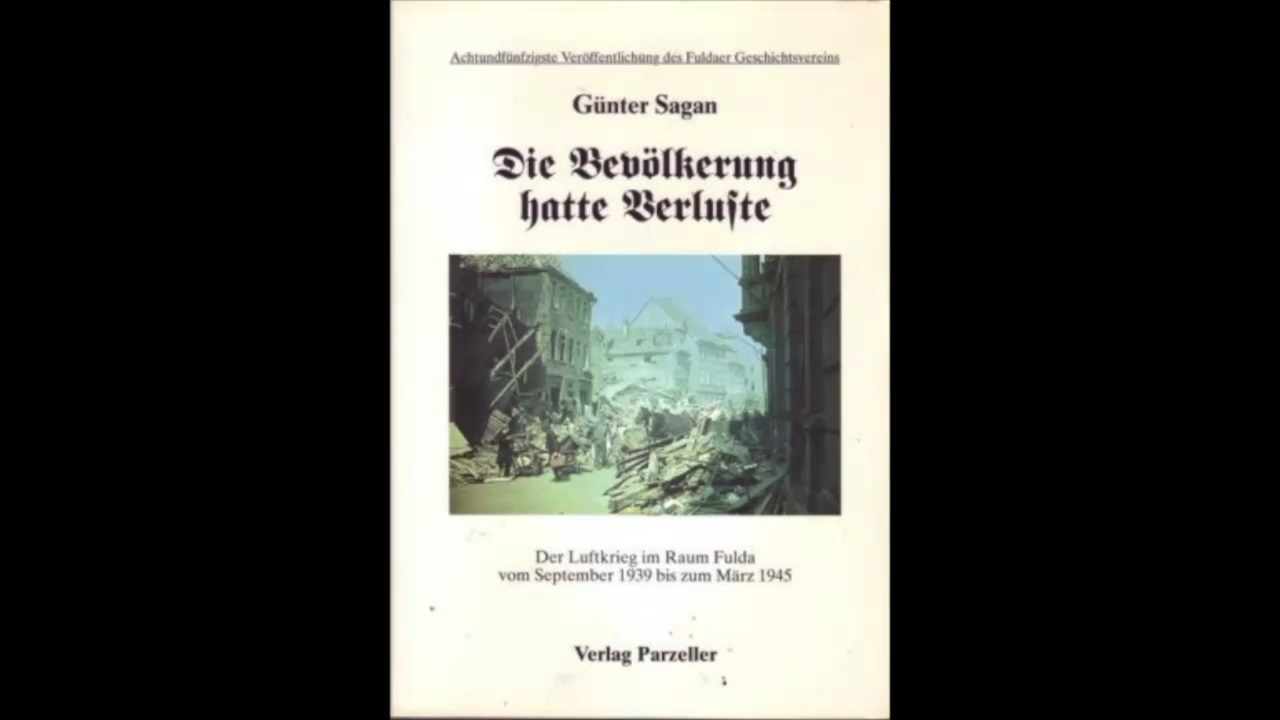 Achtundfünfzigste Veröffentlichung des Fuldaer Geschichtsvereins
Günter Sagan
Die Bevölkerung
hatte Verluſte
Der Luftkrieg im Raum Fulda
vom September 1939 bis zum März 1945
Verlag Parzeller